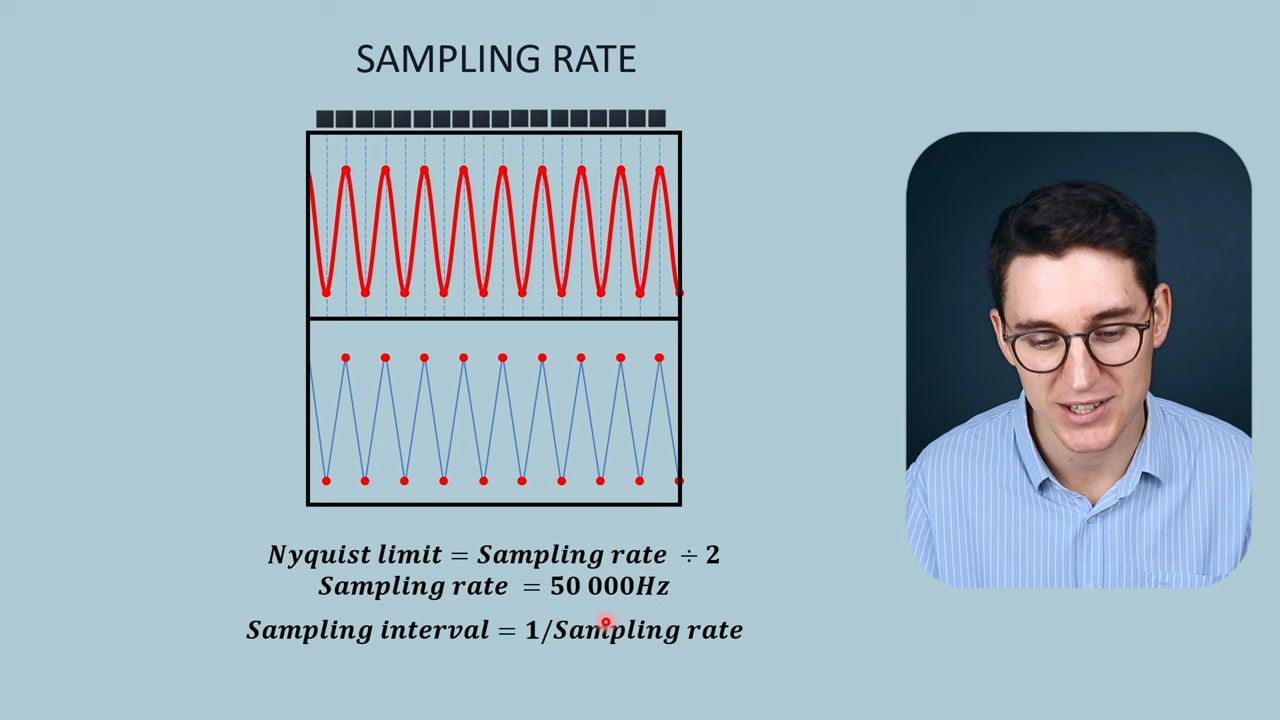 SAMPLING RATE
Nyquist limit = Sampling rate ÷ 2
Sampling rate = 50 000Hz
Sampling interval = 1/Sampling rate